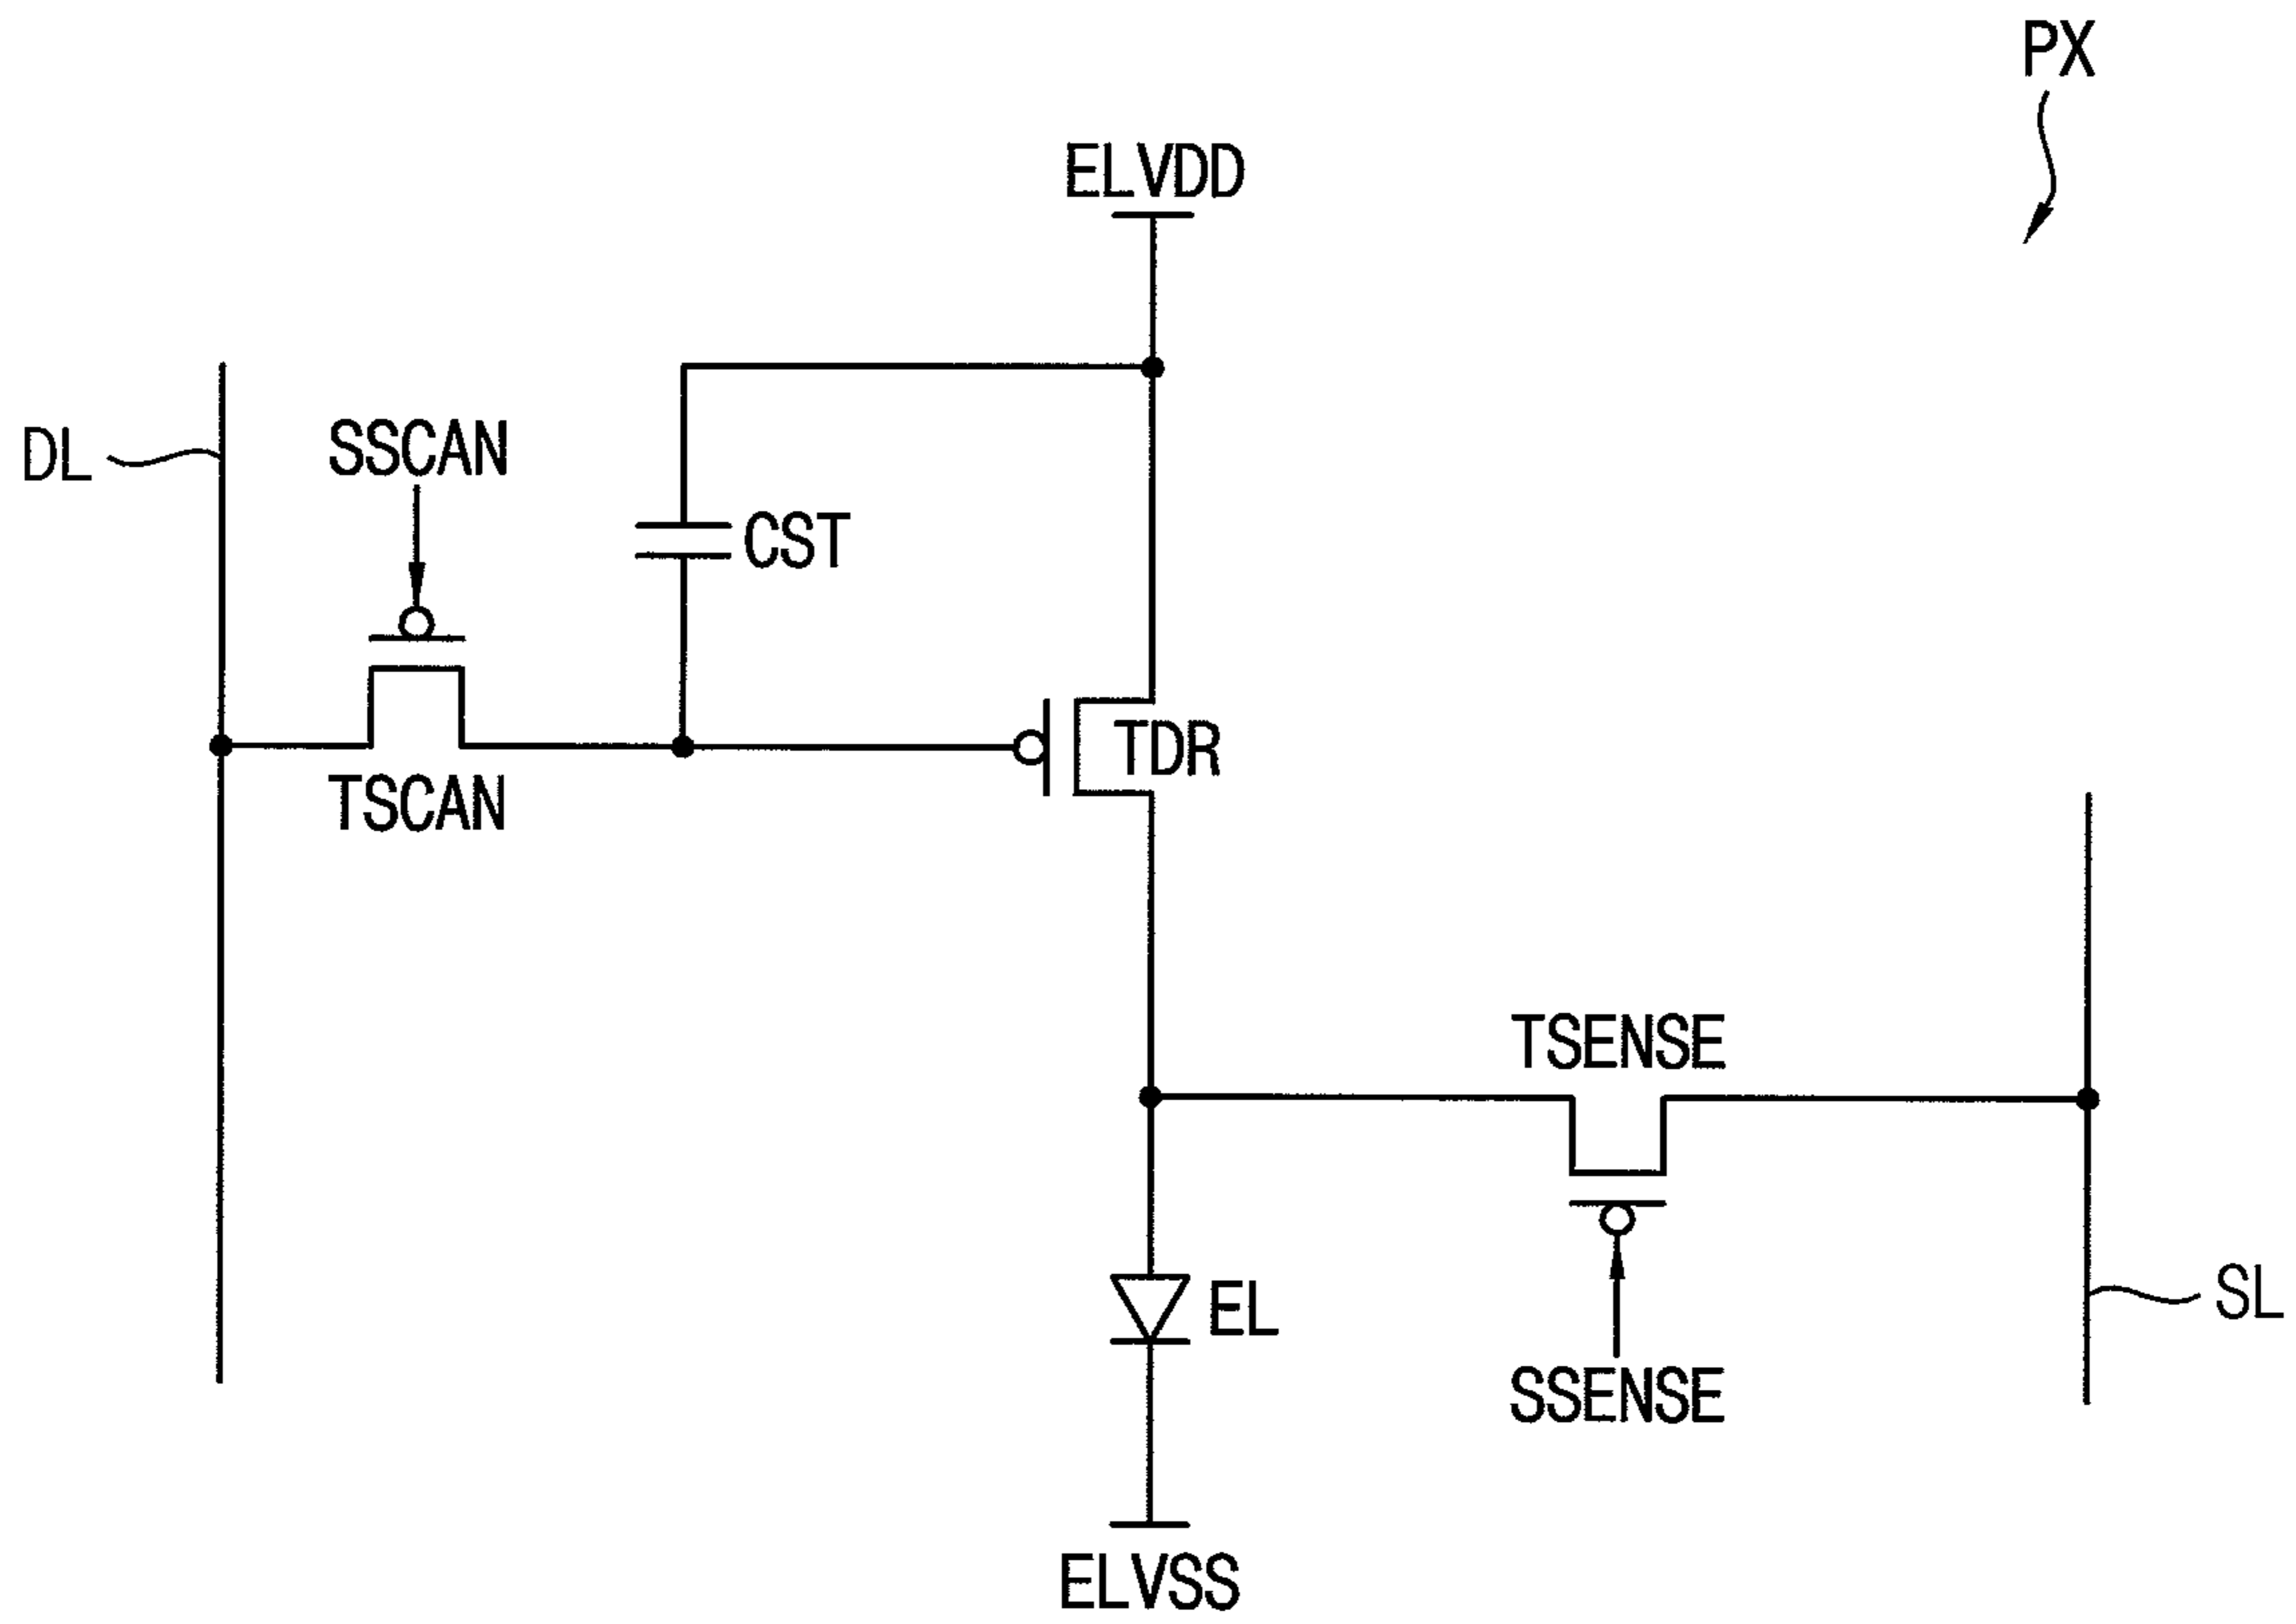 PX
ELVDD
DL
SSCAN
CST
TDR
TSCAN
TSENSE
EL
SL
SSENSE
ELVSS